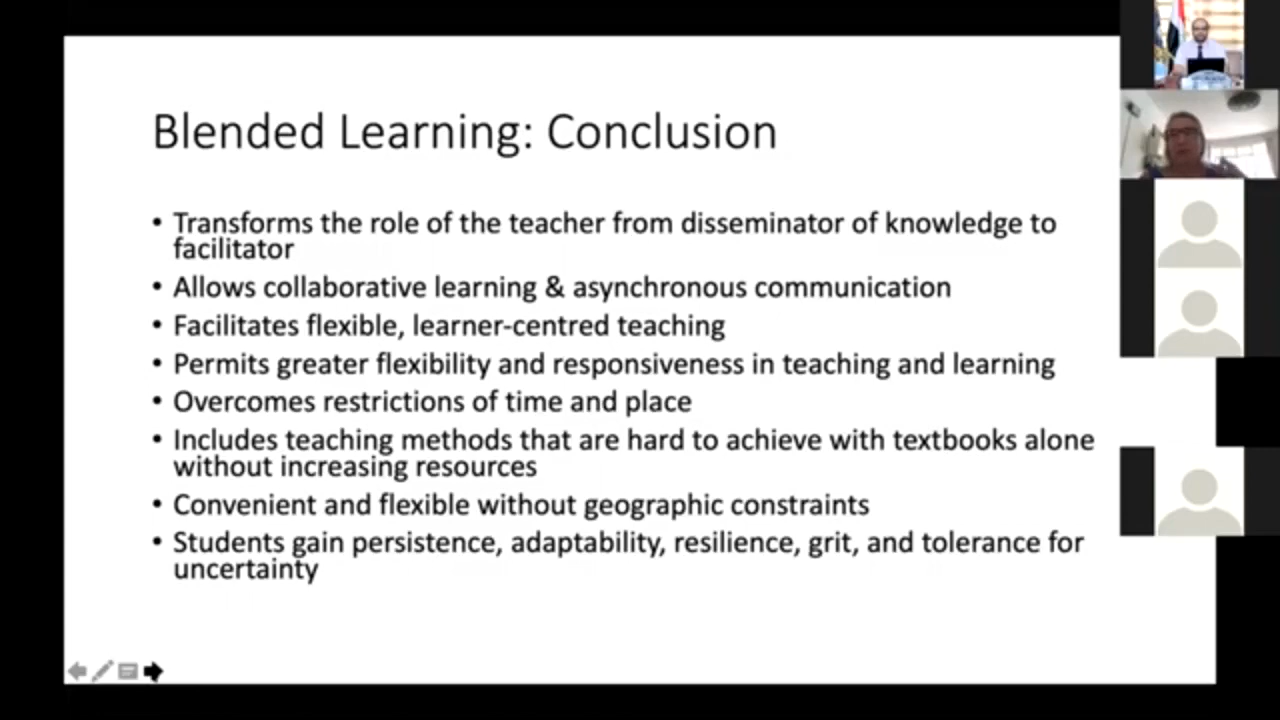 Blended Learning: Conclusion
• Transforms the role of the teacher from disseminator of knowledge to
facilitator
• Allows collaborative learning & asynchronous communication
• Facilitates flexible, learner-centred teaching
• Permits greater flexibility and responsiveness in teaching and learning
• Overcomes restrictions of time and place
• Includes teaching methods that are hard to achieve with textbooks alone
without increasing resources
• Convenient and flexible without geographic constraints
• Students gain persistence, adaptability, resilience, grit, and tolerance for
uncertainty